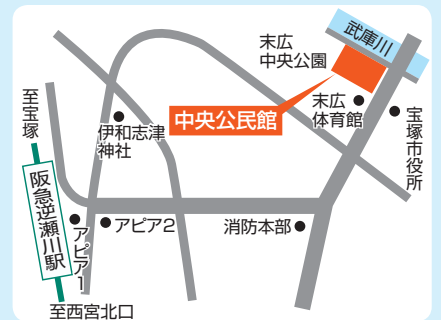 武庫川
末広
中央公園
中央公民館
末広
体育館
宝塚市役所
至宝塚
伊和志津
神社
阪急逆瀬川駅
アピア1
アピア2
消防本部
至西宮北口